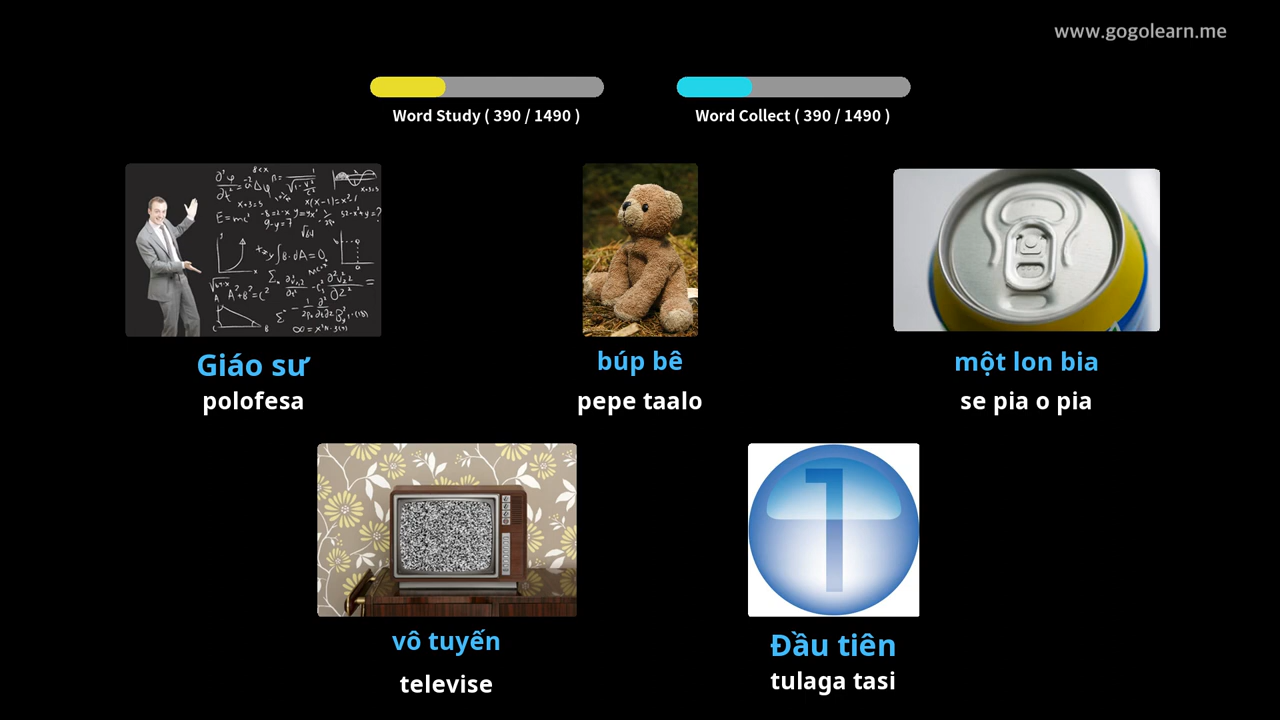 www.gogolearn.me
Word Study ( 390 / 1490 )
Word Collect ( 390 / 1490 )
Giáo sư
polofesa
búp bê
pepe taalo
một lon bia
se pia o pia
vô tuyến
televise
1
Đầu tiên
tulaga tasi